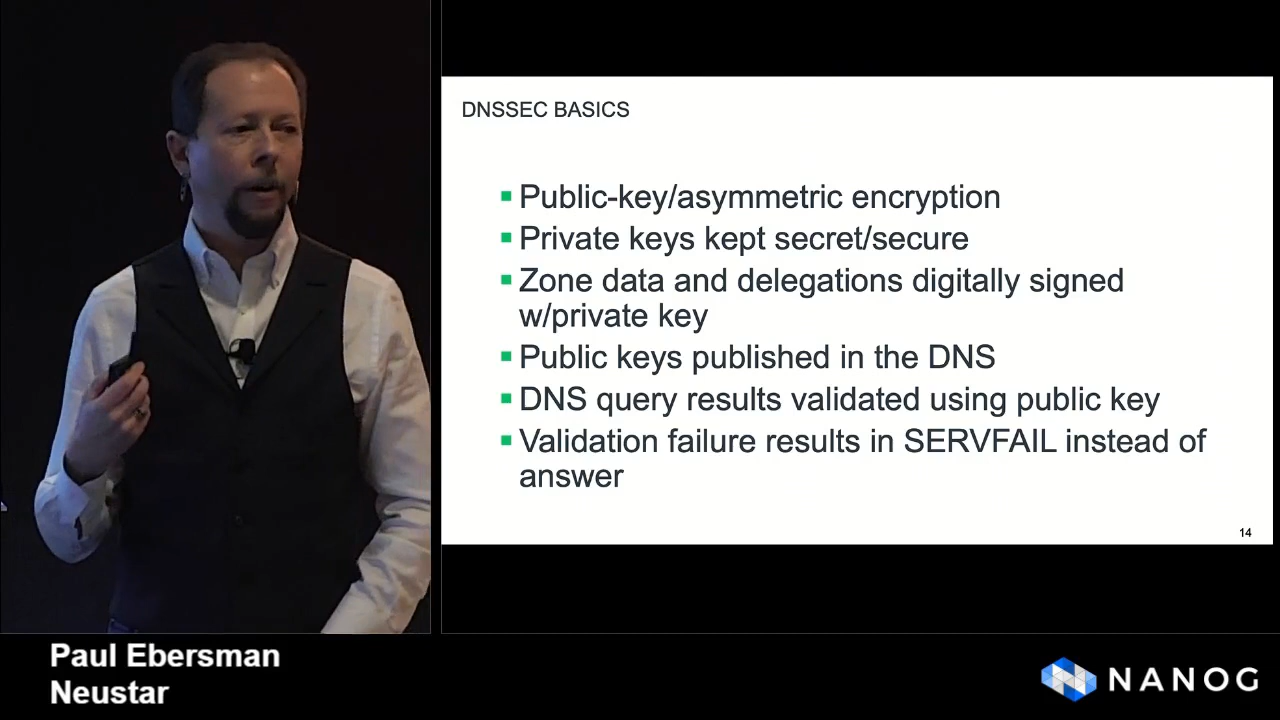 DNSSEC BASICS
Public-key/asymmetric encryption
Private keys kept secret/secure
Zone data and delegations digitally signed
w/private key
Public keys published in the DNS
DNS query results validated using public key
Validation failure results in SERVFAIL instead of
answer
14
Paul Ebersman
Neustar
NANOG